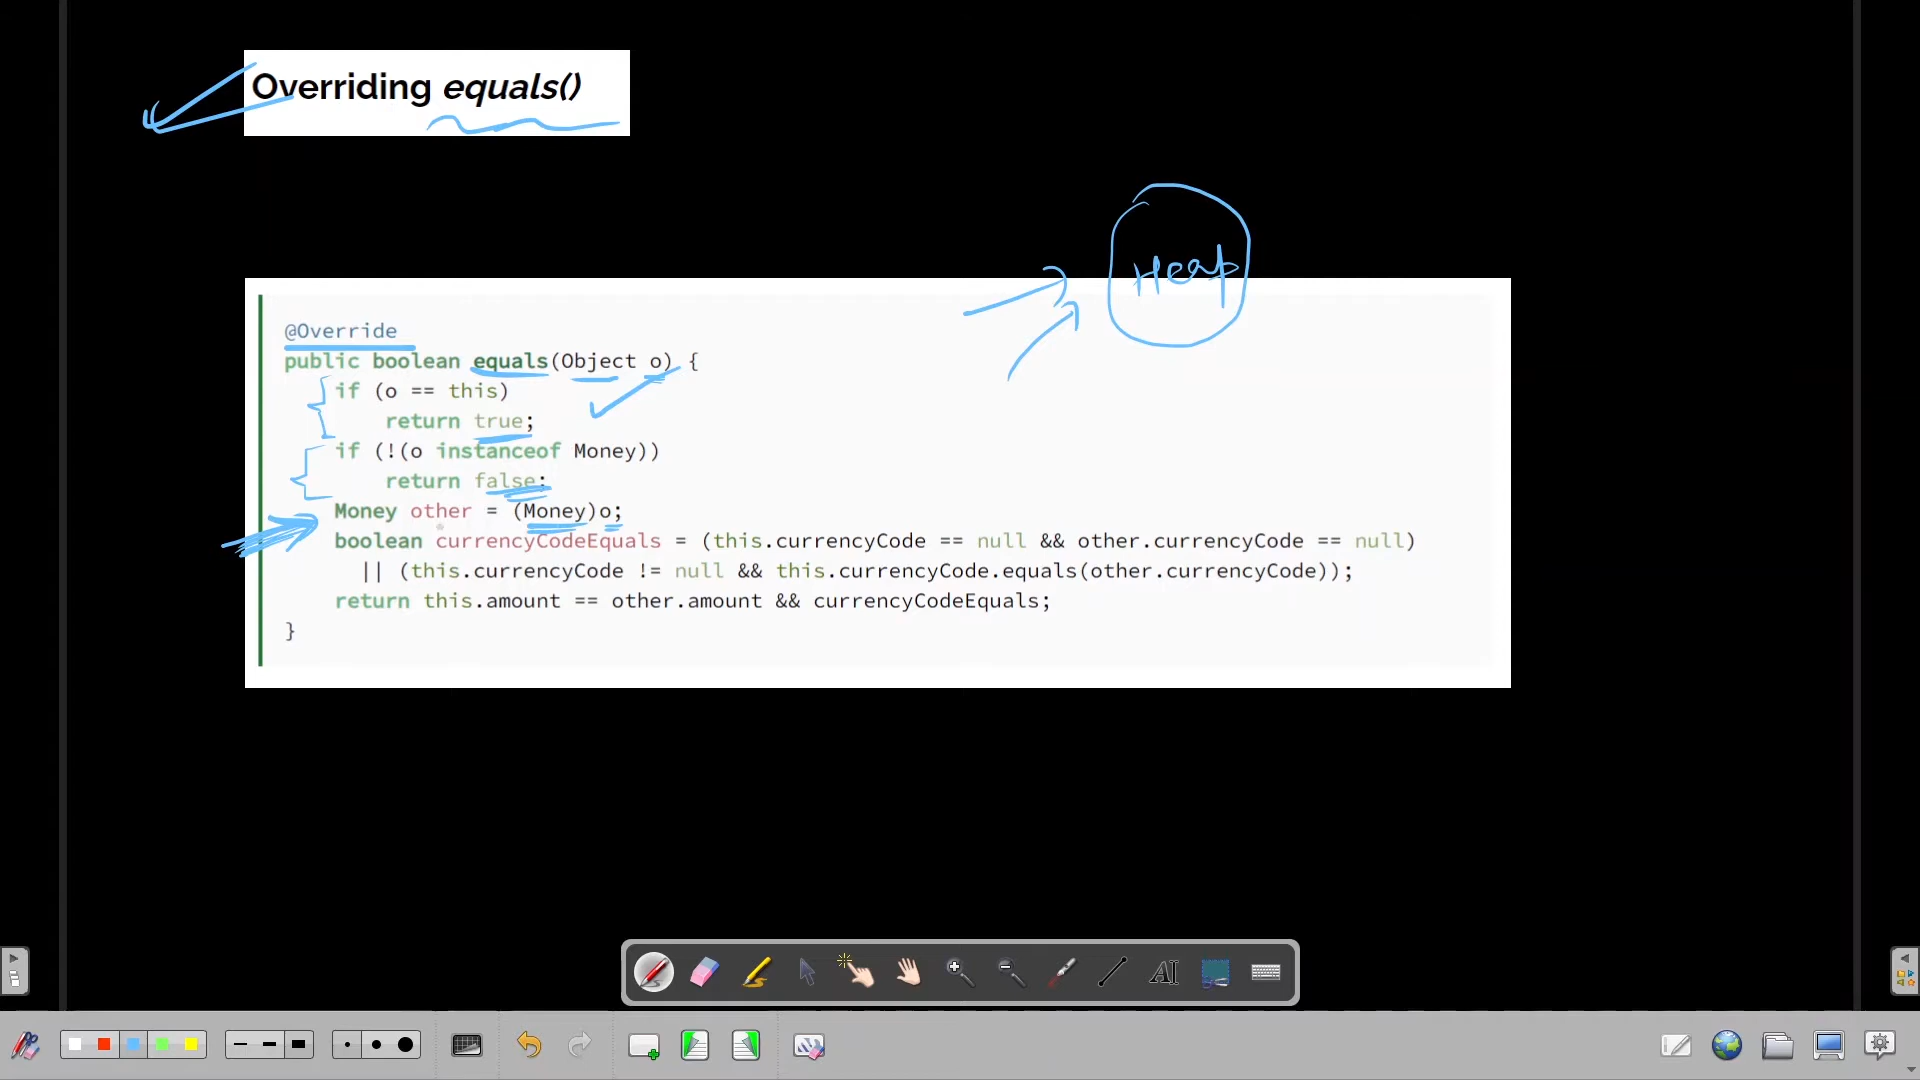 Overriding equals()
Heap
@Override
public boolean equals(Object o) {
if (o == this)
return true;
if (!(o instanceof Money))
return false;
Money other = (Money)o;
boolean currencyCodeEquals = (this.currencyCode == null && other.currencyCode == null)
|| (this.currencyCode != null && this.currencyCode.equals(other.currencyCode));
return this.amount == other.amount && currencyCodeEquals;
}
AI